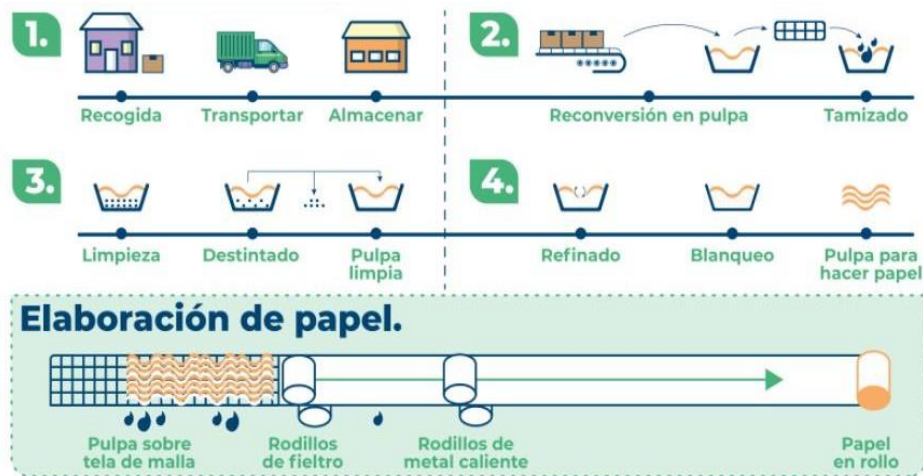 1.
Recogida
Transportar
Almacenar
2.
Reconversión en pulpa
Tamizado
3.
Limpieza
Destintado
Pulpa
limpia
4.
Refinado
Blanqueo
Pulpa para
hacer papel
Elaboración de papel.
Pulpa sobre
tela de malla
Rodillos
de fieltro
Rodillos de
metal caliente
Papel
en rollo